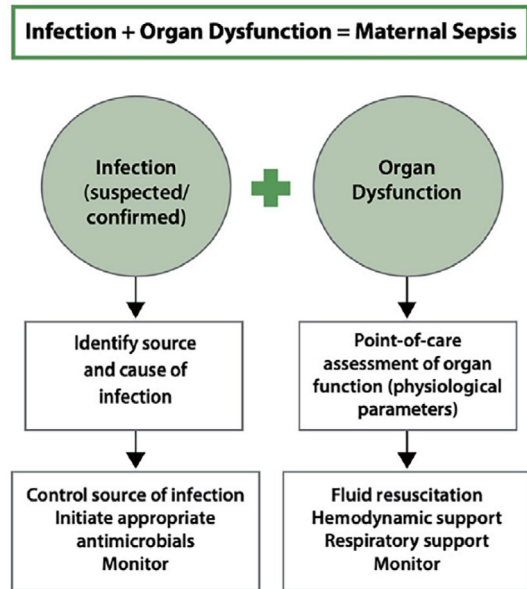 Infection + Organ Dysfunction = Maternal Sepsis
Infection
(suspected/
confirmed)
Organ
Dysfunction
Identify source
and cause of
infection
Point-of-care
assessment of organ
function (physiological
parameters)
Control source of infection
Initiate appropriate
antimicrobials
Monitor
Fluid resuscitation
Hemodynamic support
Respiratory support
Monitor